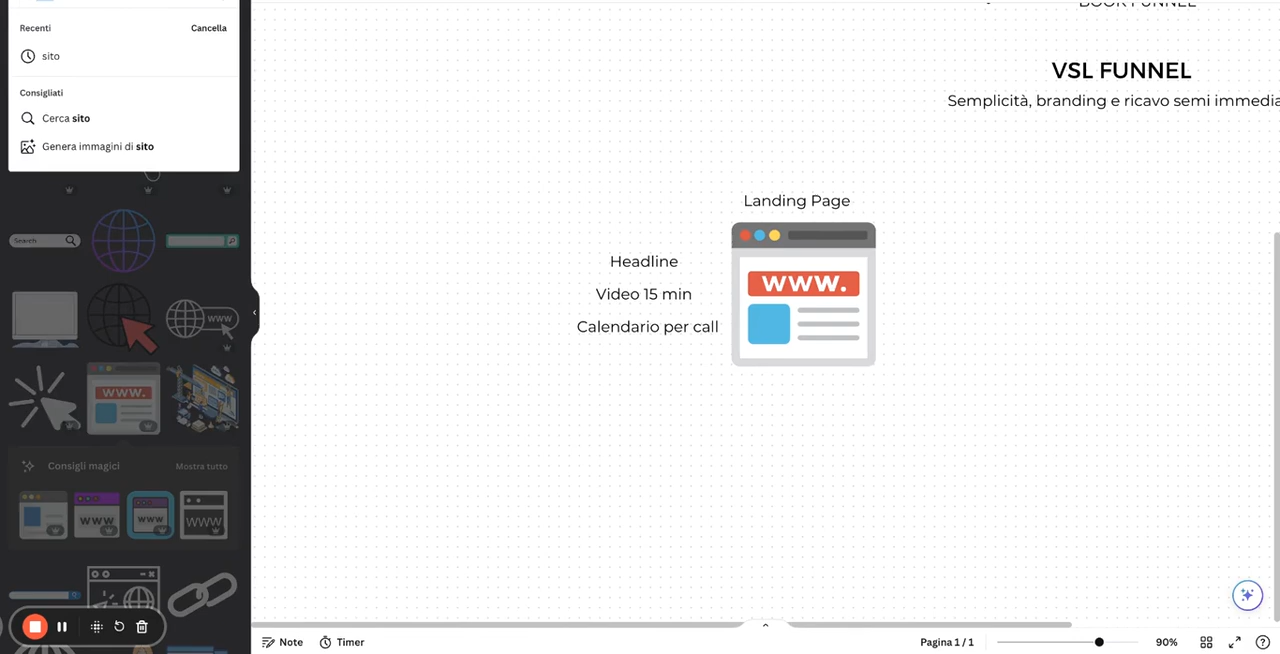 Recenti
Cancella
sito
Consigliati
Cerca sito
Genera immagini di sito
Search
www
WWW.
Consigli magici
Mostra tutto
WWW
WWW
WWW
BOOK FUNNEL
VSL FUNNEL
Semplicità, branding e ricavo semi immedia
Landing Page
Headline
Video 15 min
Calendario per call
WWW.
Note
Timer
Pagina 1 / 1
90%